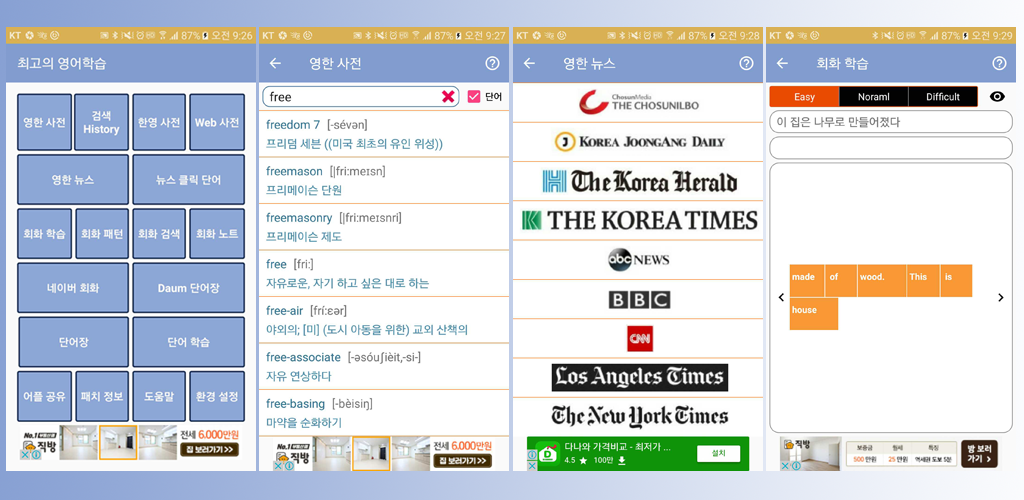 KT 87% 오전 9:26
최고의 영어학습
영한 사전
검색
History
한영 사전
Web 사전
영한 뉴스
뉴스 클릭 단어
회화 학습
회화 패턴
회화 검색
회화 노트
네이버 회화
Daum 단어장
단어장
단어 학습
어플 공유
패치 정보
도움말
환경 설정
No.1
직방
전세 6.000만원
집 보러가기>>
KT 87% 오전 9:27
영한 사전
free
단어
freedom 7 [-sévən]
프리덤 세븐 ((미국 최초의 유인 위성))
freemason [|fri:meɪsn]
프리메이슨 단원
freemasonry [|fri:meɪsnri]
프리메이슨 제도
free [fri:]
자유로운, 자기 하고 싶은 대로 하는
free-air [frí:ɛər]
야외의; [미] (도시 아동을 위한) 교외 산책의
free-associate [-əsóuʃièit,-si-]
자유 연상하다
free-basing [-bèisiŋ]
마약을 순화하기
No.1
직방
전세 6.000만원
집 보러가기>>
KT 87% 오전 9:28
영한 뉴스
ChosunMedia
THE CHOSUNILBO
KOREA JOONGANG DAILY
The Korea Herald
THE KOREA TIMES
abc NEWS
BBC
CNN
Los Angeles Times
The New York Times
다나와 가격비교 - 최저가 ...
4.5 ★ 100만
설치
KT 87% 오전 9:29
회화 학습
Easy
Noraml
Difficult
이 집은 나무로 만들어졌다
made of wood. This is
house
직방
보증금 월세 특징
500 만원 25 만원 역세권 도보 5분
방 보러
가기 >